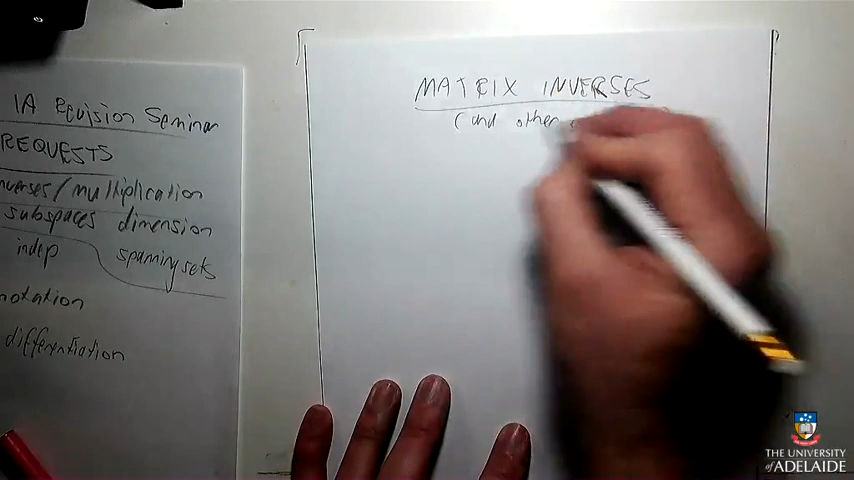 IA Revision Seminar
REQUESTS
nverses/multiplication
subspaces dimension
indep spanning sets
notation
differentiation
MATRIX INVERSES
(and other
THE UNIVERSITY
of ADELAIDE